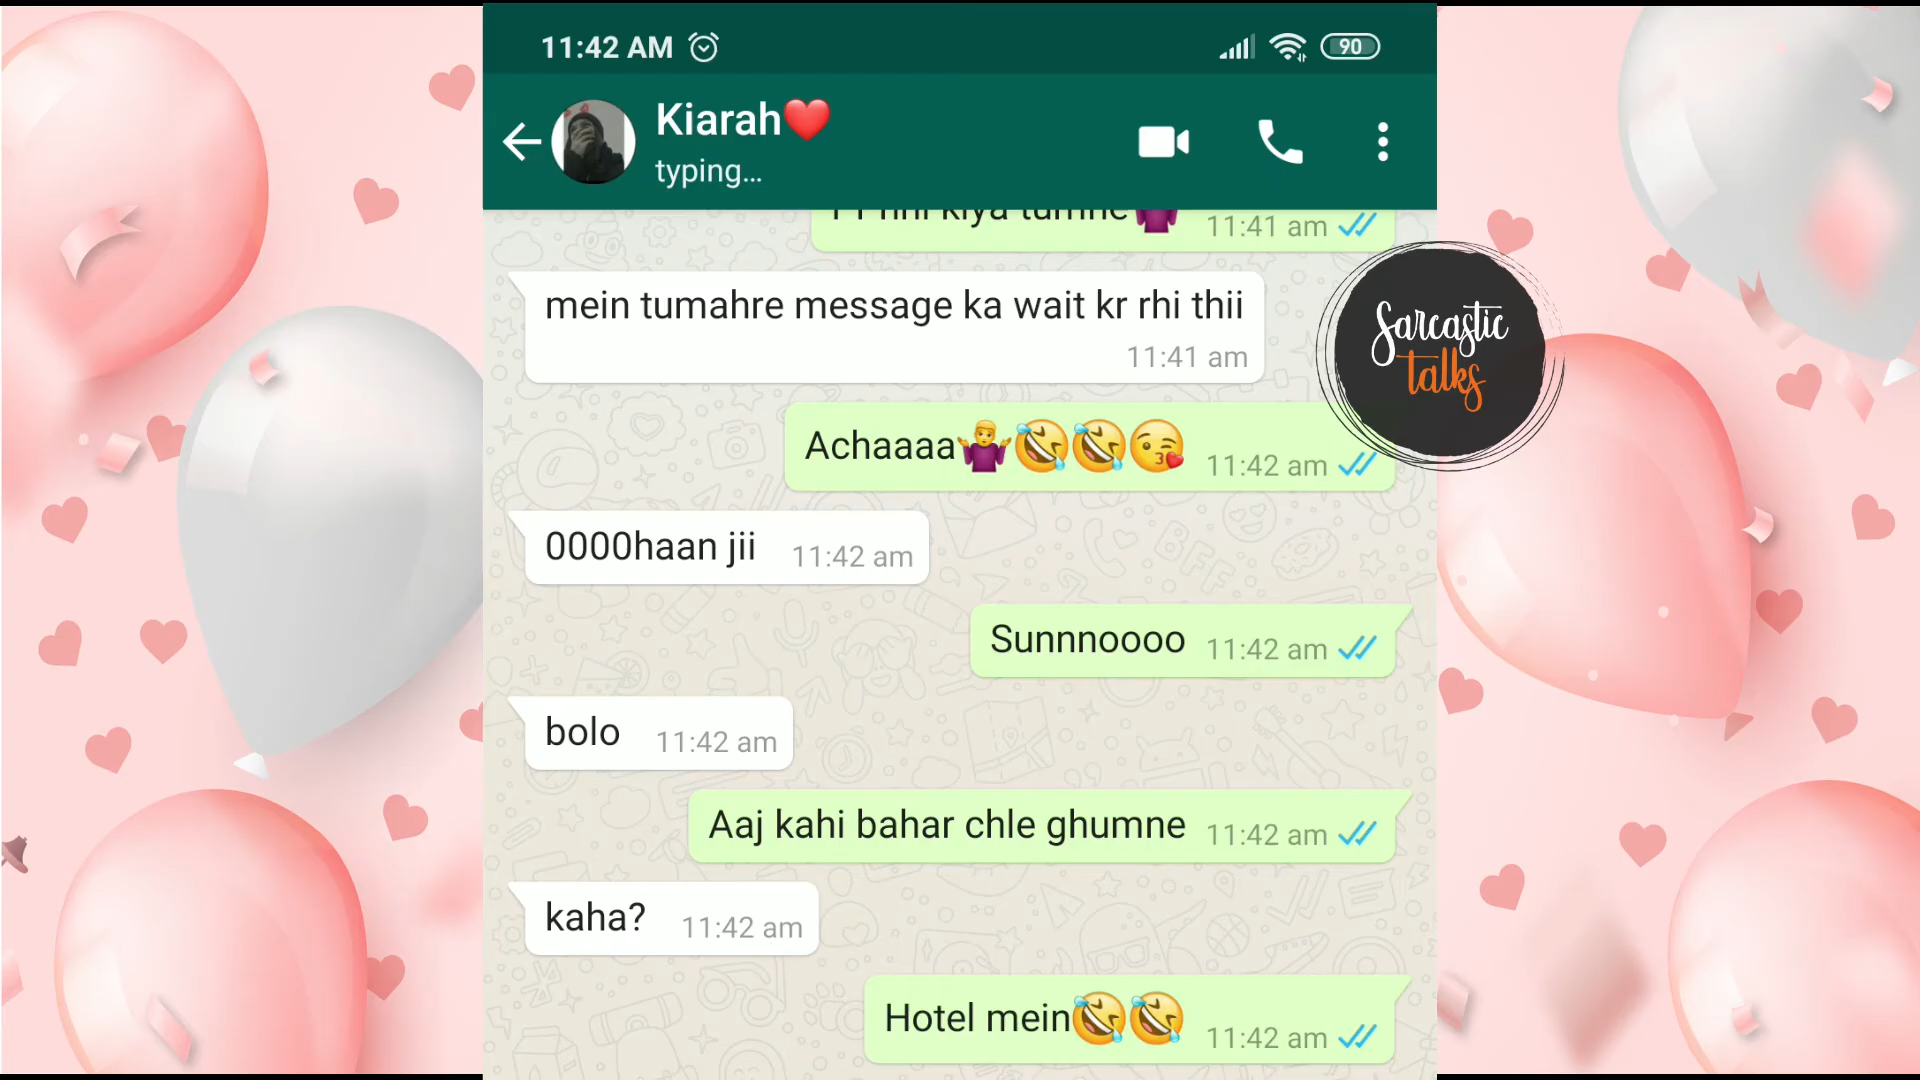 11:42 AM
90
Kiarah❤️
typing...
kiya tumne🤷 11:41 am
mein tumahre message ka wait kr rhi thii
11:41 am
Sarcastic
talks
Achaaaa🤷🤣🤣😘 11:42 am
0000haan jii 11:42 am
Sunnnoooo 11:42 am
bolo 11:42 am
Aaj kahi bahar chle ghumne 11:42 am
kaha? 11:42 am
Hotel mein🤣🤣 11:42 am